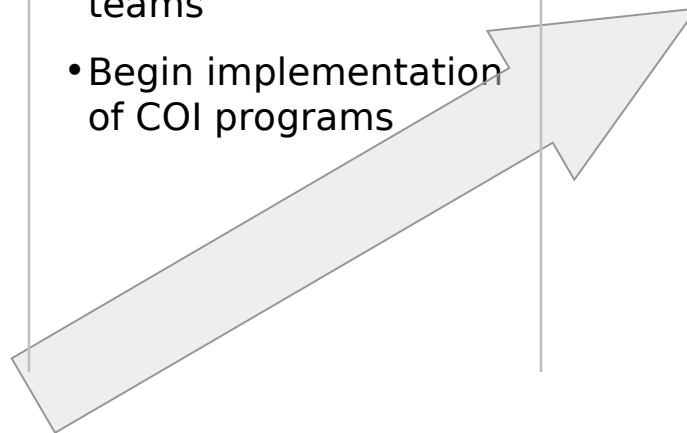 teams
•Begin implementation
of COI programs